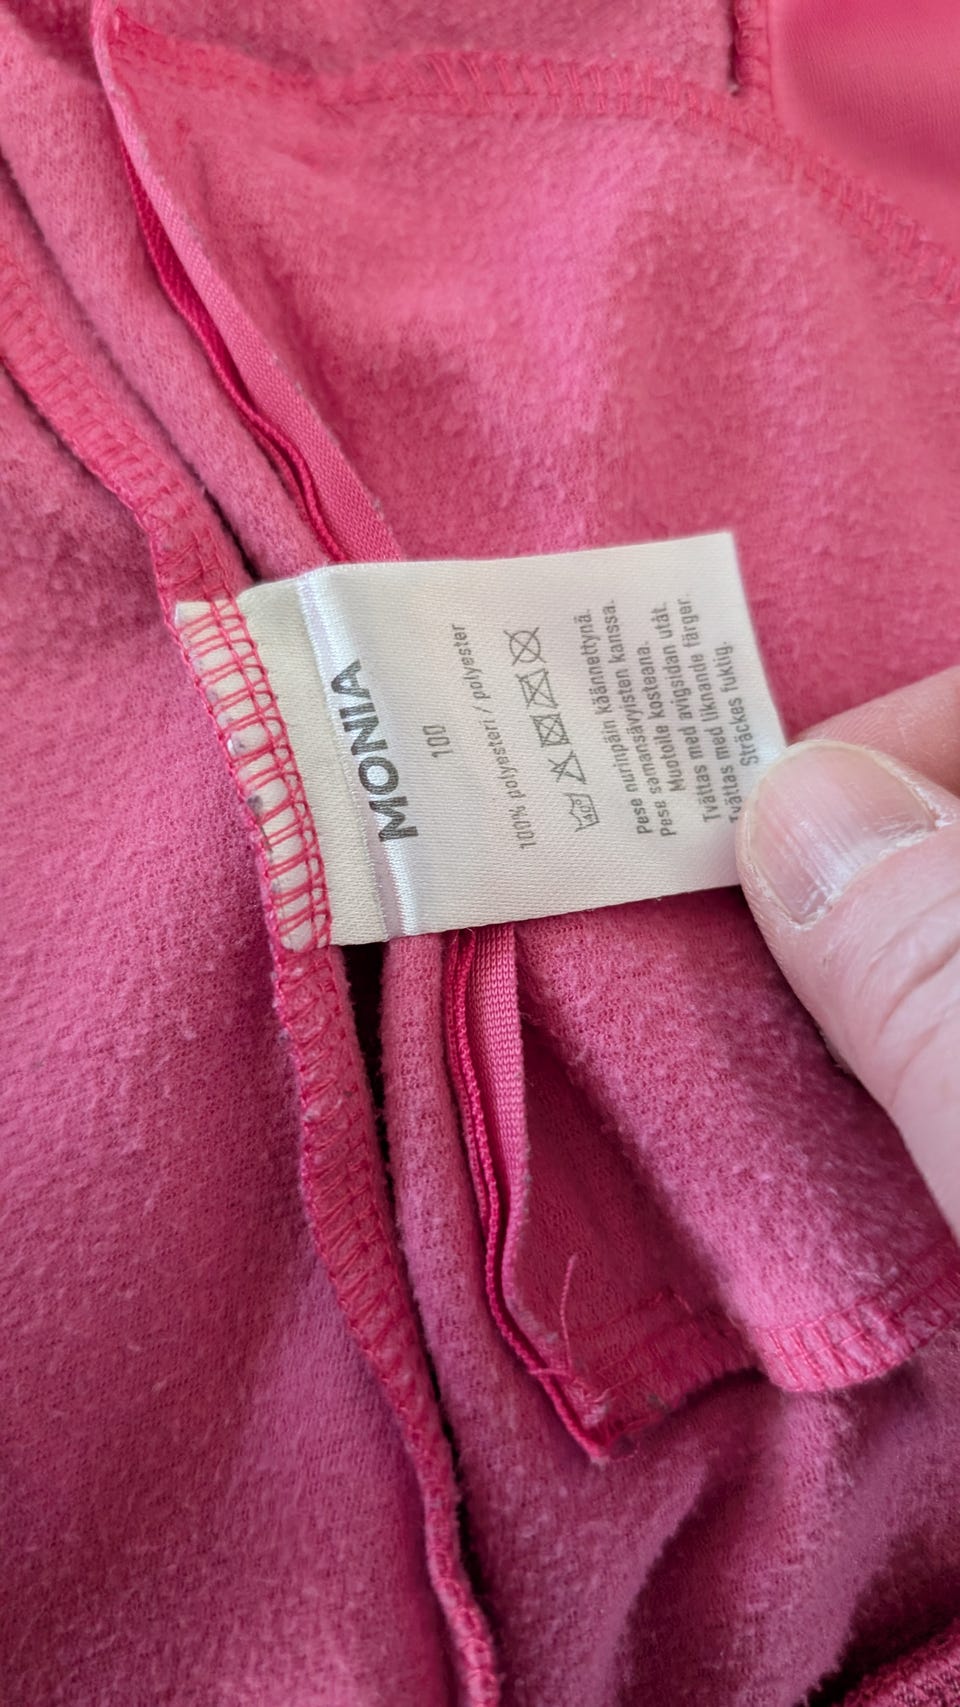 MONIA
100
100% polyesteri / polyester
40°
Pese nurinpäin käännettynä.
Pese samansävyisten kanssa.
Muotoile kosteana.
Tvättas med avigsidan utåt.
Tvättas med liknande färger.
Sträckes fuktig.